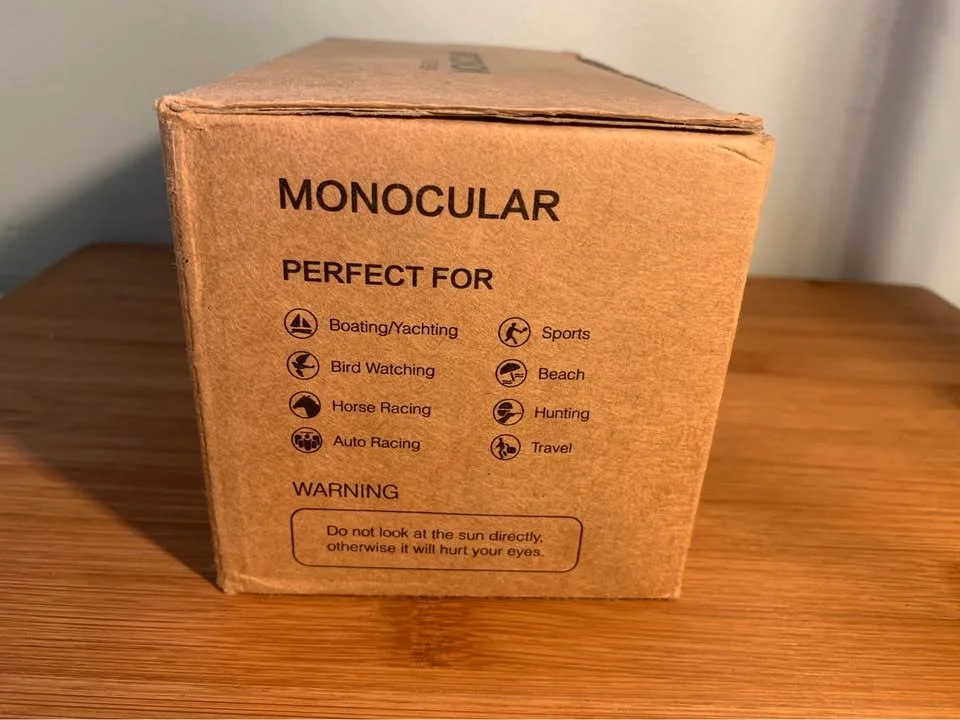 MONOCULAR
PERFECT FOR
Boating/Yachting
Sports
Bird Watching
Beach
Horse Racing
Hunting
Auto Racing
Travel
WARNING
Do not look at the sun directly,
otherwise it will hurt your eyes.